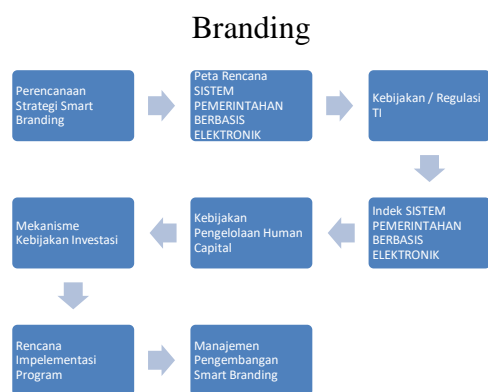 Branding
Perencanaan
Strategi Smart
Branding
Peta Rencana
SISTEM
PEMERINTAHAN
BERBASIS
ELEKTRONIK
Kebijakan / Regulasi
TI
Indek SISTEM
PEMERINTAHAN
BERBASIS
ELEKTRONIK
Kebijakan
Pengelolaan Human
Capital
Mekanisme
Kebijakan Investasi
Rencana
Impelementasi
Program
Manajemen
Pengembangan
Smart Branding